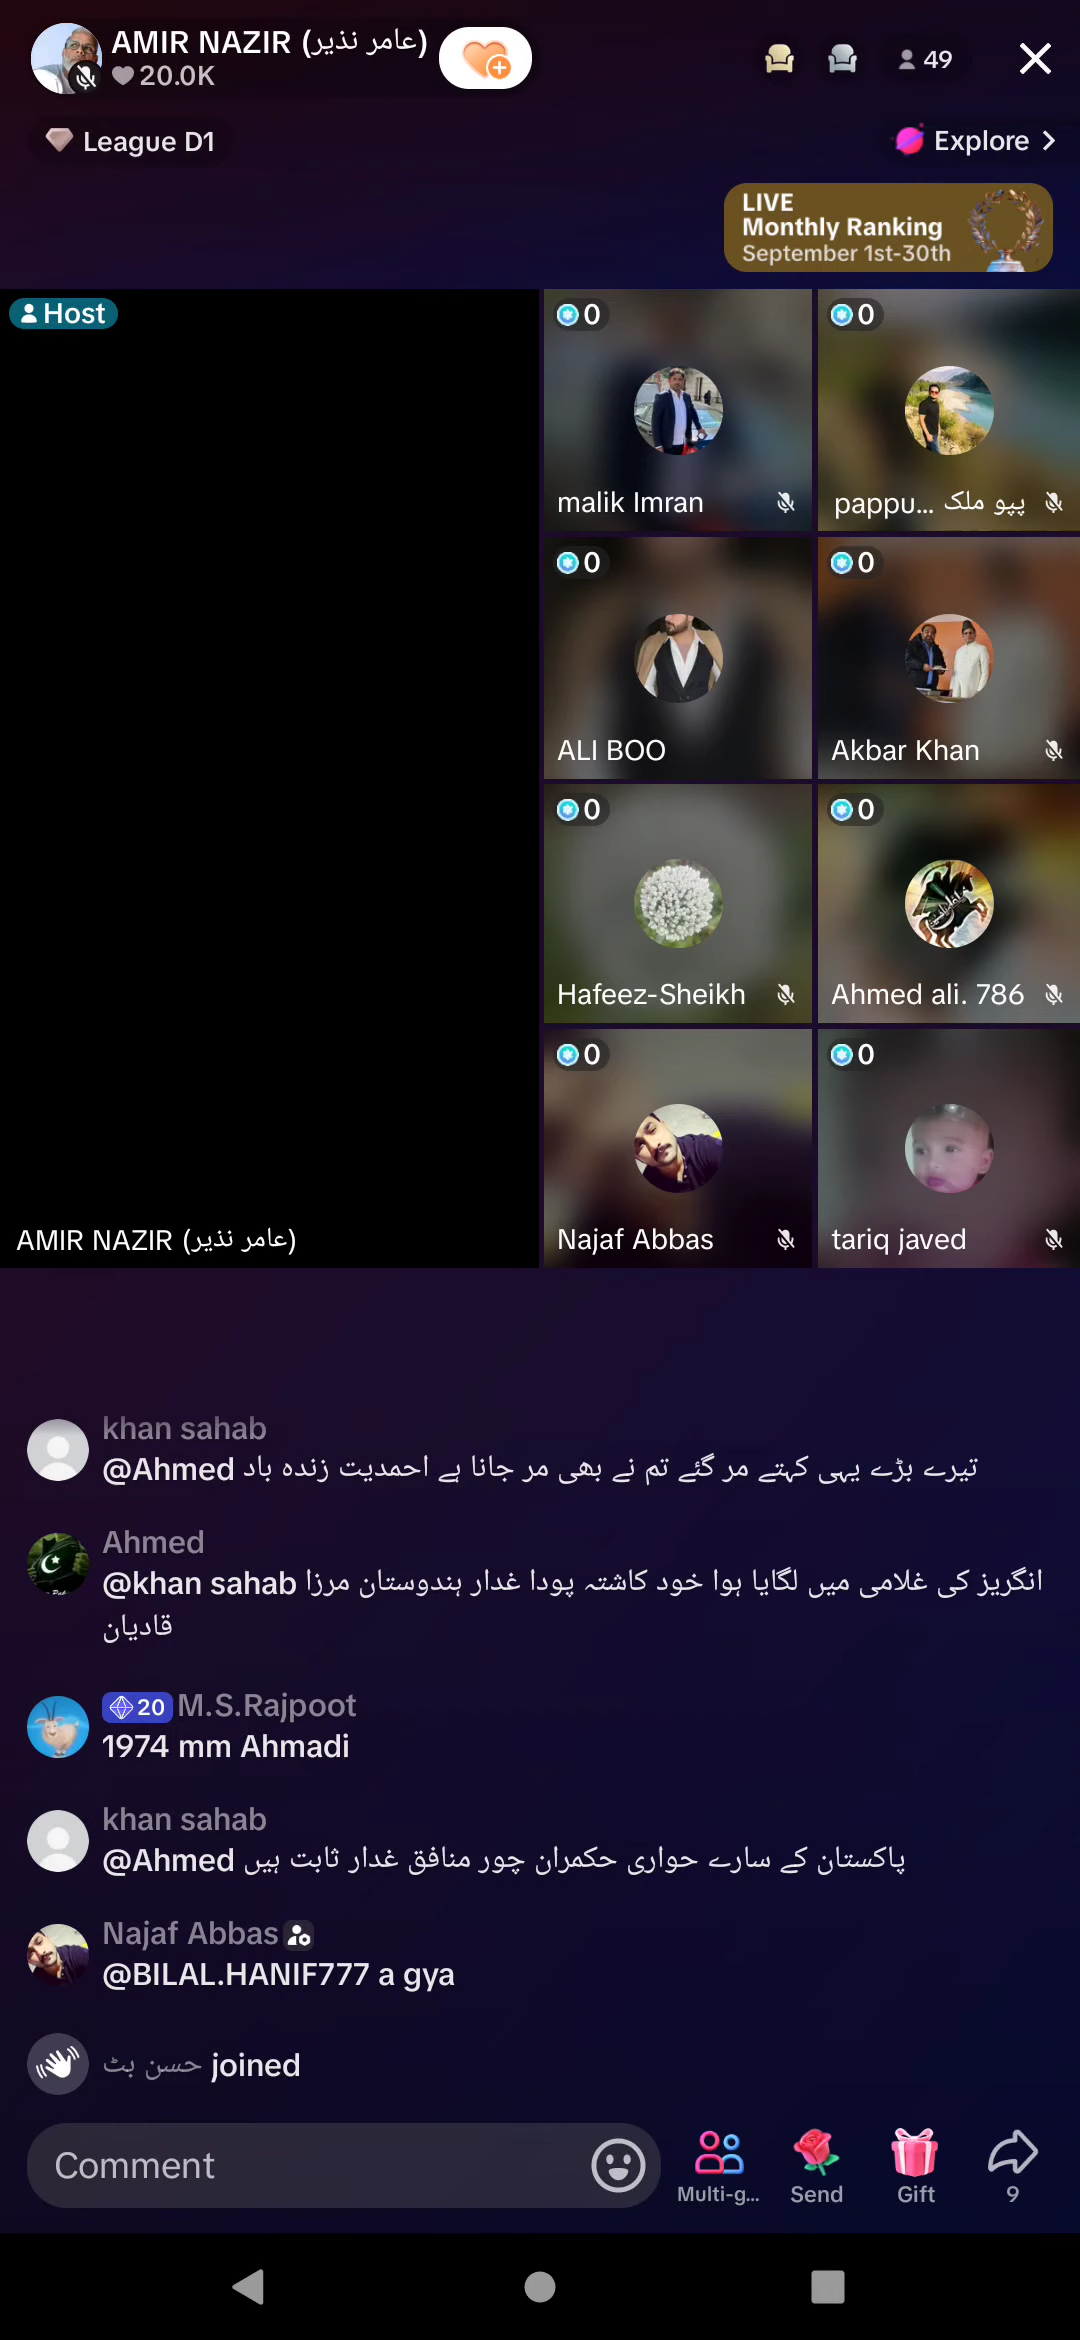 AMIR NAZIR (عامر نذیر)
20.0K
49
League D1
Explore
LIVE
Monthly Ranking
September 1st-30th
Host
AMIR NAZIR (عامر نذیر)
0
malik Imran
0
pappu... پپو ملک
0
ALI BOO
0
Akbar Khan
0
Hafeez-Sheikh
0
Ahmed ali. 786
0
Najaf Abbas
0
tariq javed
khan sahab
@Ahmed تیرے بڑے یہی کہتے مر گئے تم نے بھی مر جانا ہے احمدیت زندہ باد
Ahmed
@khan sahab انگریز کی غلامی میں لگایا ہوا خود کاشتہ پودا غدار ہندوستان مرزا
قادیان
20 M.S.Rajpoot
1974 mm Ahmadi
khan sahab
@Ahmed پاکستان کے سارے حواری حکمران چور منافق غدار ثابت ہیں
Najaf Abbas
@BILAL.HANIF777 a gya
حسن بٹ joined
Comment
Multi-g...
Send
Gift
9